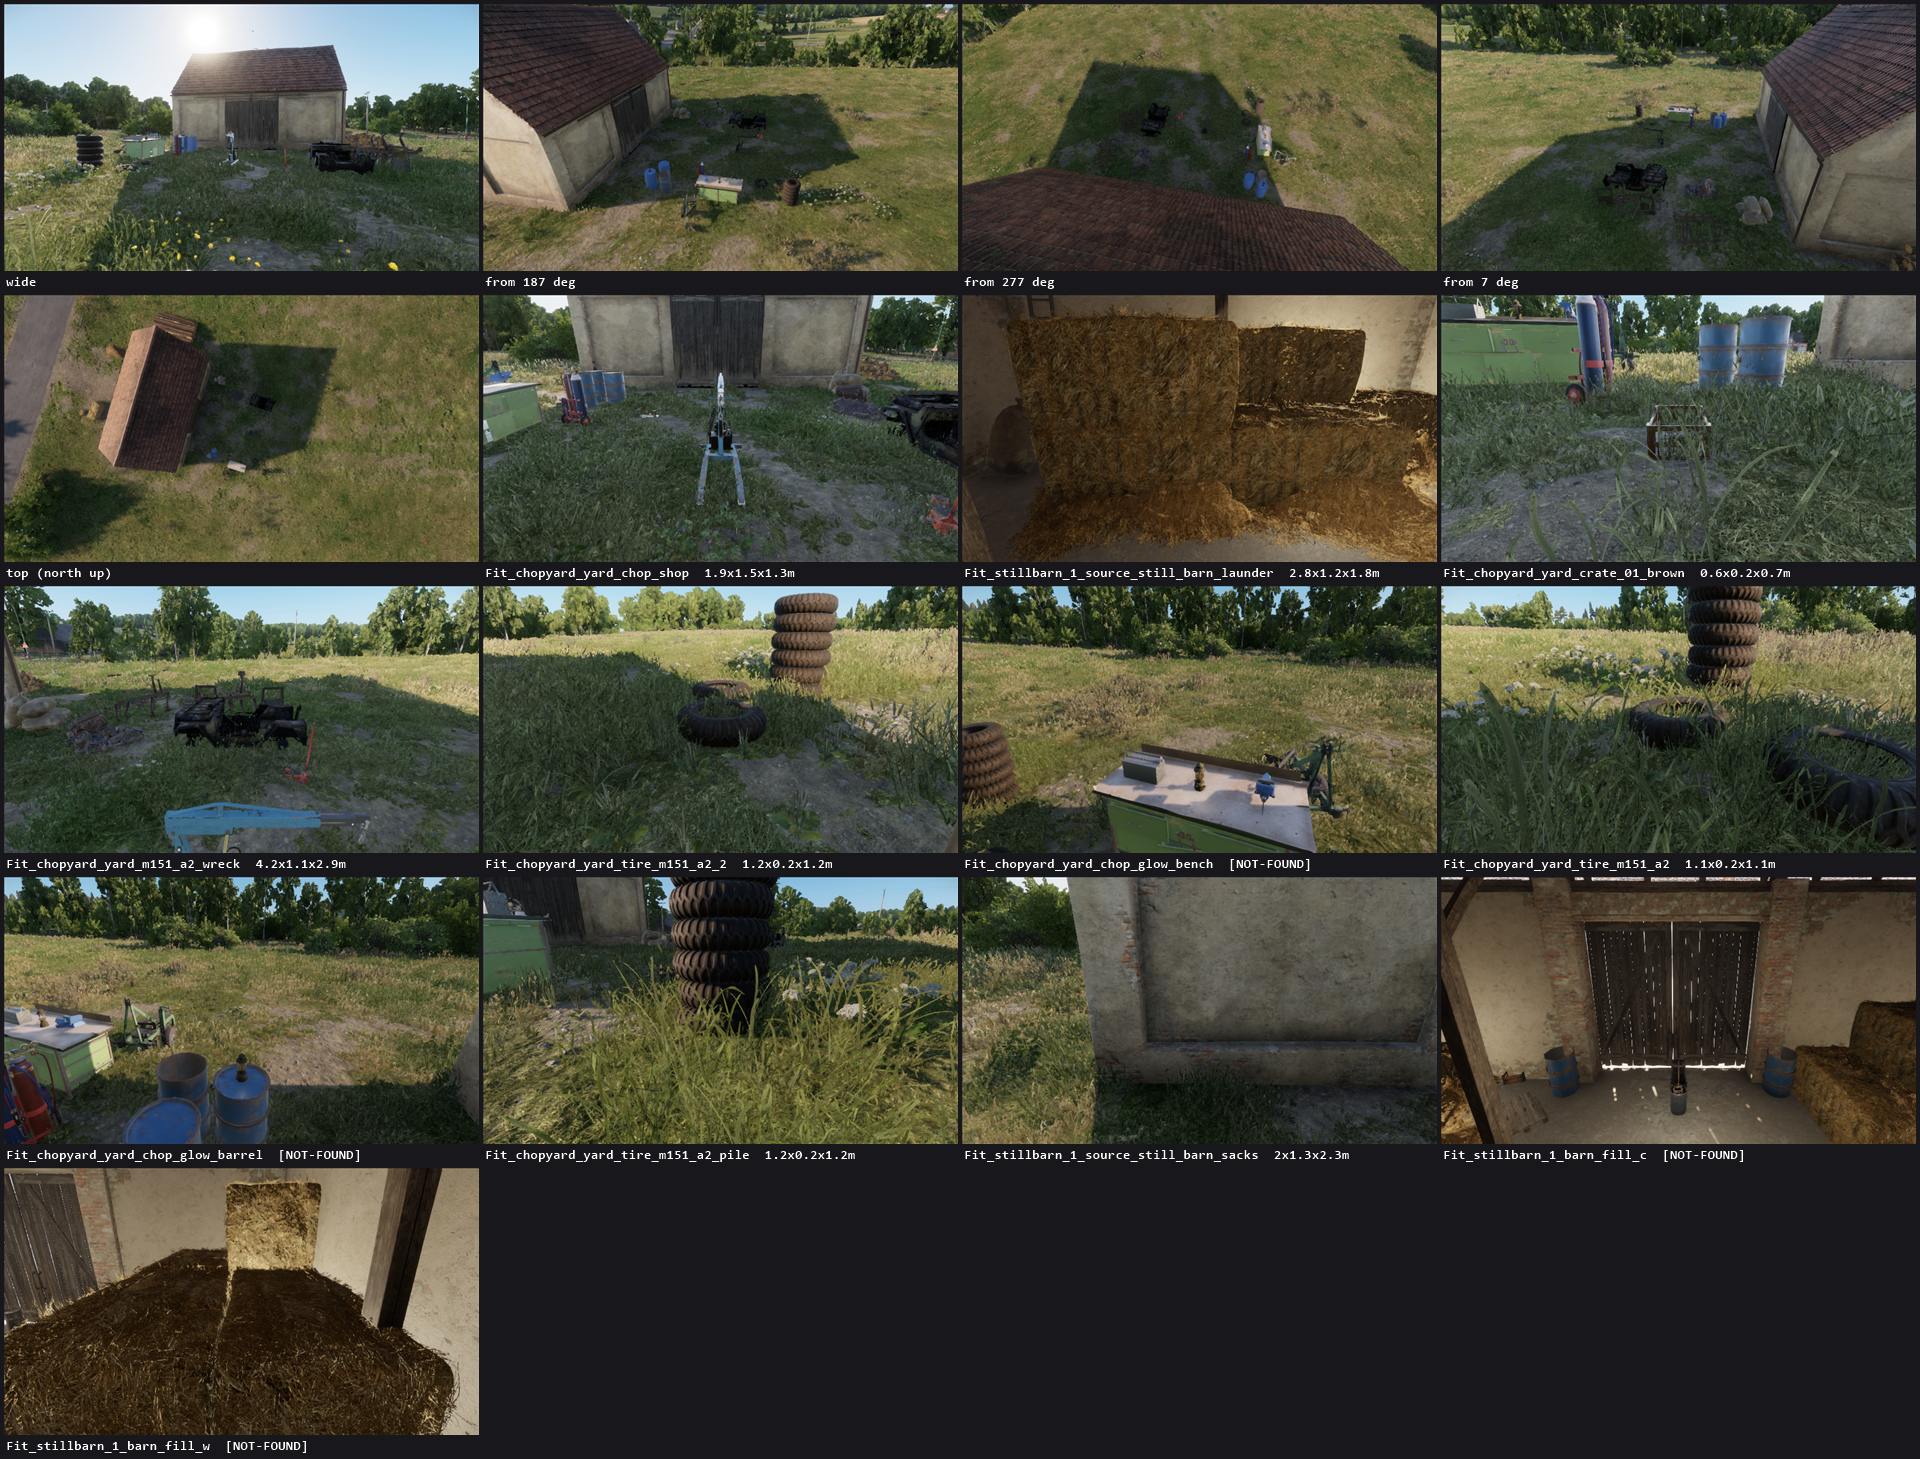 wide
from 187 deg
from 277 deg
from 7 deg
top (north up)
Fit_chopyard_yard_chop_shop 1.9x1.5x1.3m
Fit_stillbarn_1_source_still_barn_launder 2.8x1.2x1.8m
Fit_chopyard_yard_crate_01_brown 0.6x0.2x0.7m
Fit_chopyard_yard_m151_a2_wreck 4.2x1.1x2.9m
Fit_chopyard_yard_tire_m151_a2_2 1.2x0.2x1.2m
Fit_chopyard_yard_chop_glow_bench [NOT-FOUND]
Fit_chopyard_yard_tire_m151_a2 1.1x0.2x1.1m
Fit_chopyard_yard_chop_glow_barrel [NOT-FOUND]
Fit_chopyard_yard_tire_m151_a2_pile 1.2x0.2x1.2m
Fit_stillbarn_1_source_still_barn_sacks 2x1.3x2.3m
Fit_stillbarn_1_barn_fill_c [NOT-FOUND]
Fit_stillbarn_1_barn_fill_w [NOT-FOUND]